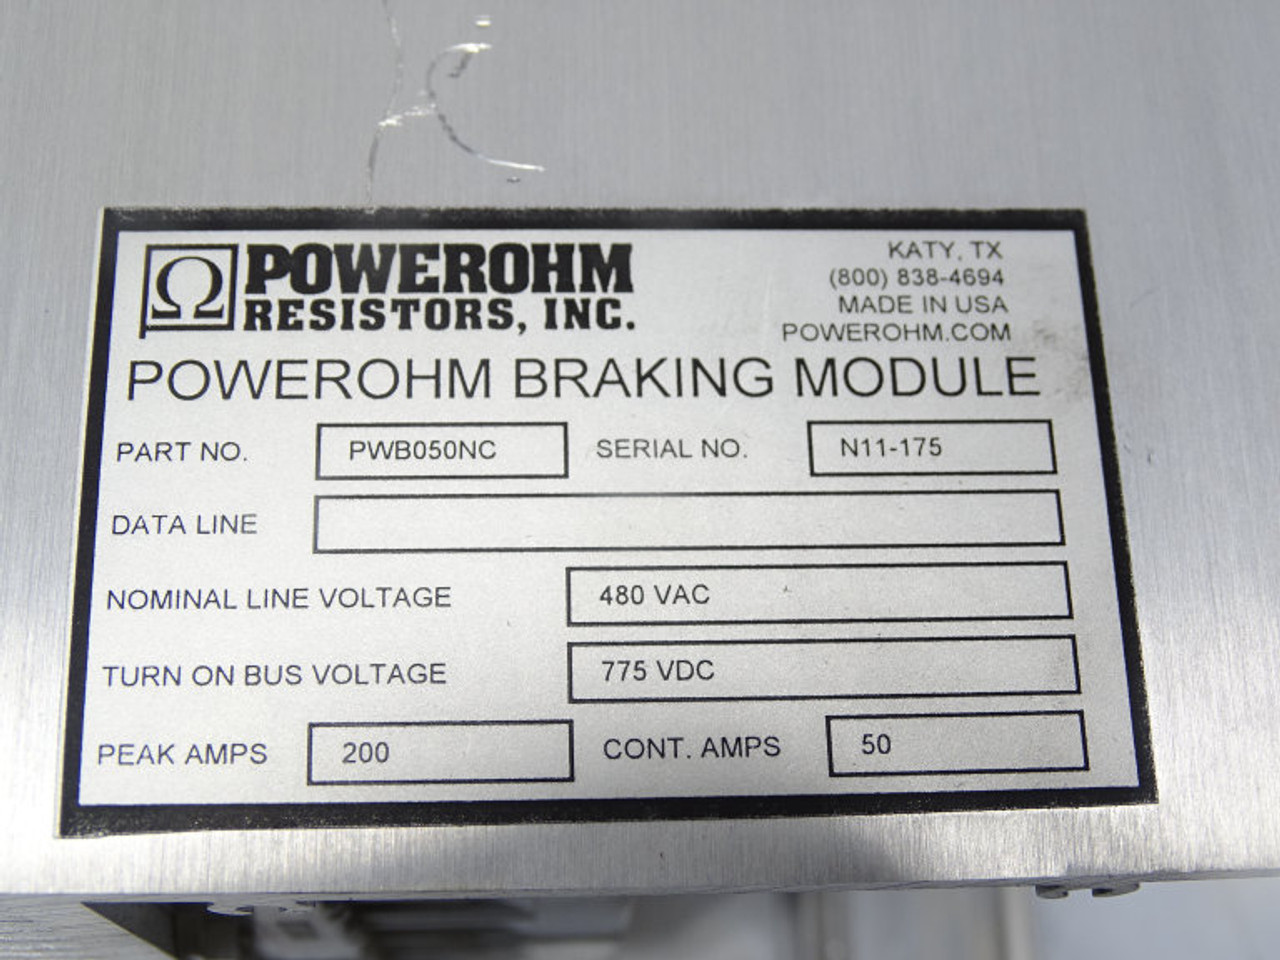 Ω POWEROHM
RESISTORS, INC.
KATY, TX
(800) 838-4694
MADE IN USA
POWEROHM.COM
POWEROHM BRAKING MODULE
PART NO. PWB050NC SERIAL NO. N11-175
DATA LINE
NOMINAL LINE VOLTAGE 480 VAC
TURN ON BUS VOLTAGE 775 VDC
PEAK AMPS 200 CONT. AMPS 50